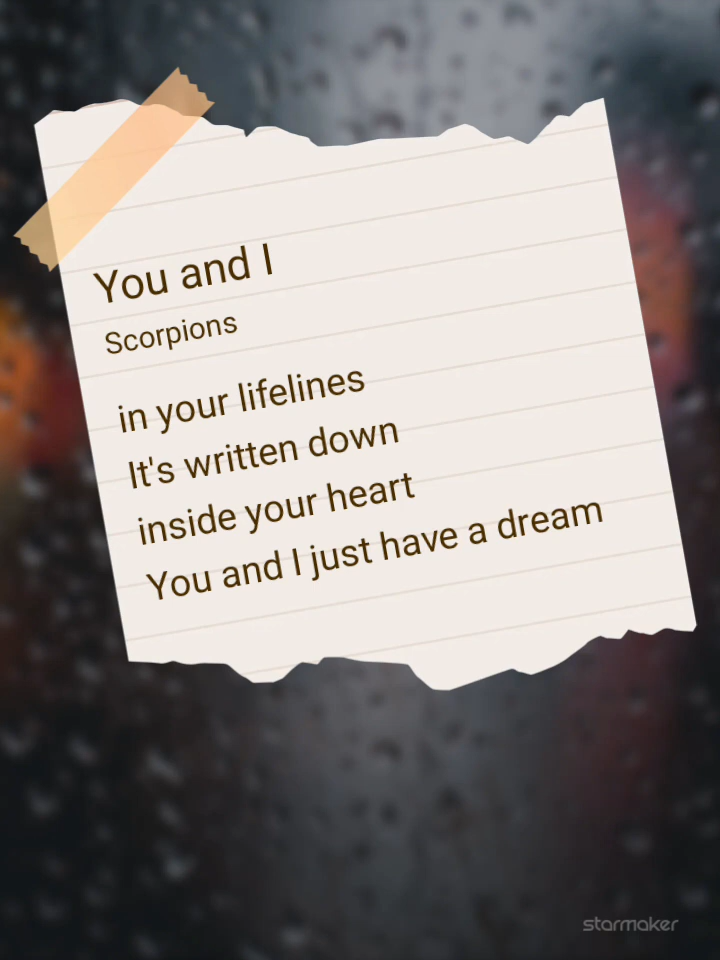 You and I
Scorpions
in your lifelines
It's written down
inside your heart
You and I just have a dream
starmaker